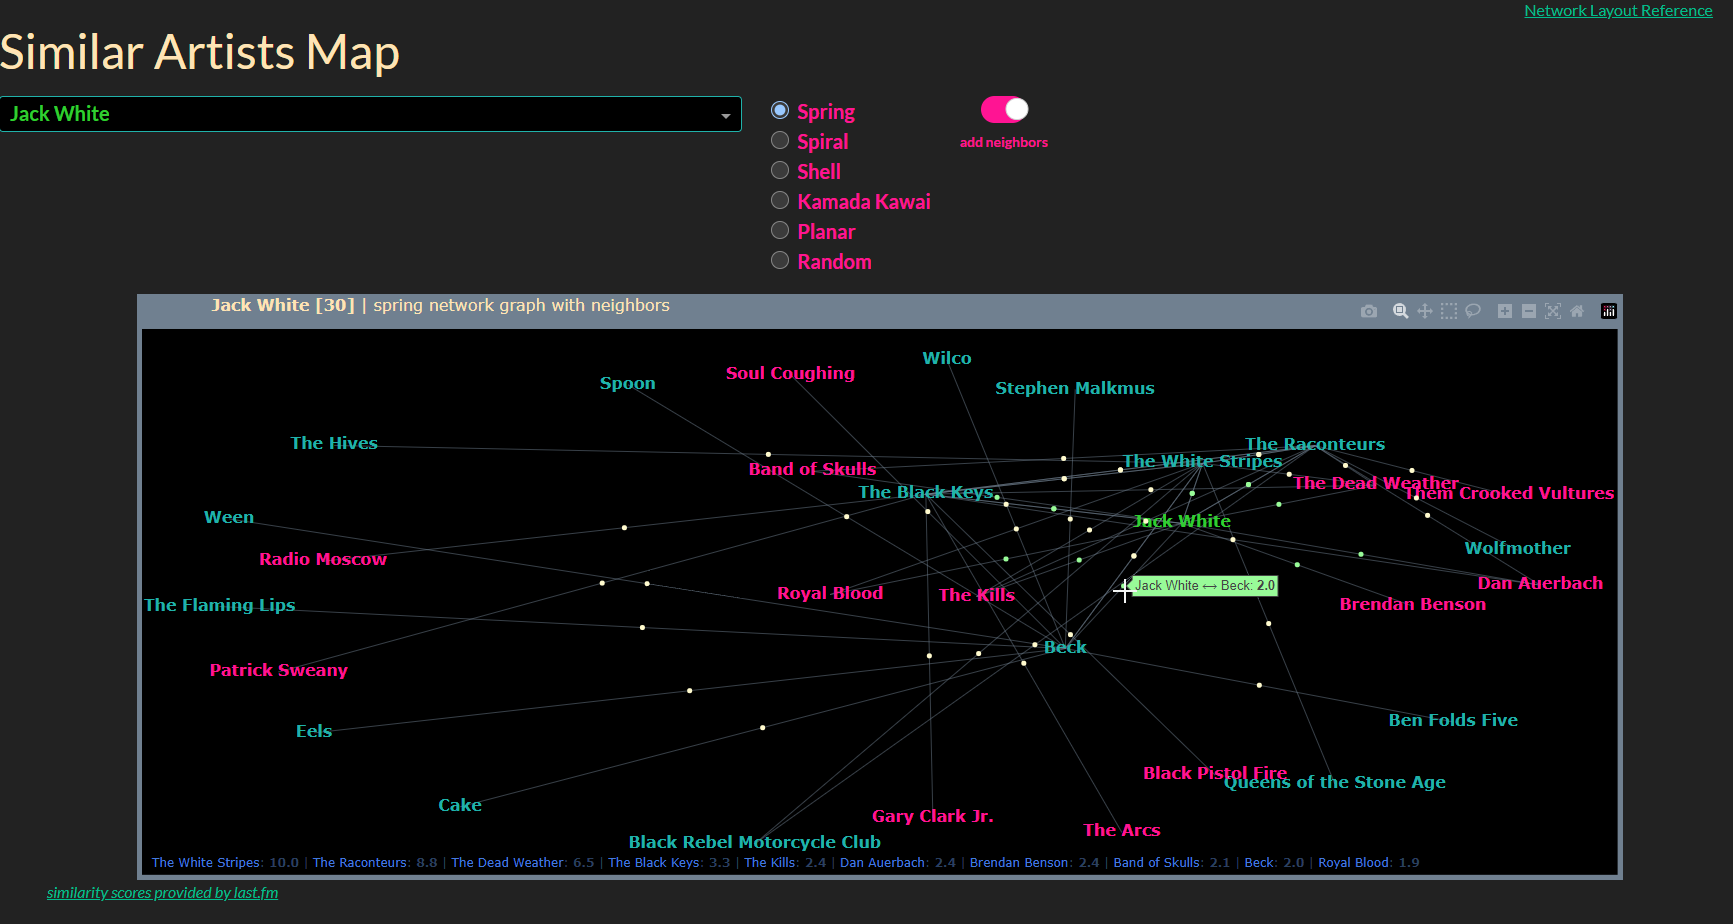 Network Layout Reference
Similar Artists Map
Jack White
Spring
Spiral
Shell
Kamada Kawai
Planar
Random
add neighbors
Jack White [30] | spring network graph with neighbors
Wilco
Soul Coughing
Spoon
Stephen Malkmus
The Hives
The Raconteurs
The White Stripes
Band of Skulls
The Dead Weather
The Black Keys
Them Crooked Vultures
Ween
Jack White
Wolfmother
Radio Moscow
Dan Auerbach
Jack White ↔ Beck: 2.0
Royal Blood
The Kills
The Flaming Lips
Brendan Benson
Beck
Patrick Sweany
Ben Folds Five
Eels
Black Pistol Fire
Queens of the Stone Age
Cake
Gary Clark Jr.
The Arcs
Black Rebel Motorcycle Club
The White Stripes: 10.0 | The Raconteurs: 8.8 | The Dead Weather: 6.5 | The Black Keys: 3.3 | The Kills: 2.4 | Dan Auerbach: 2.4 | Brendan Benson: 2.4 | Band of Skulls: 2.1 | Beck: 2.0 | Royal Blood: 1.9
similarity scores provided by last.fm